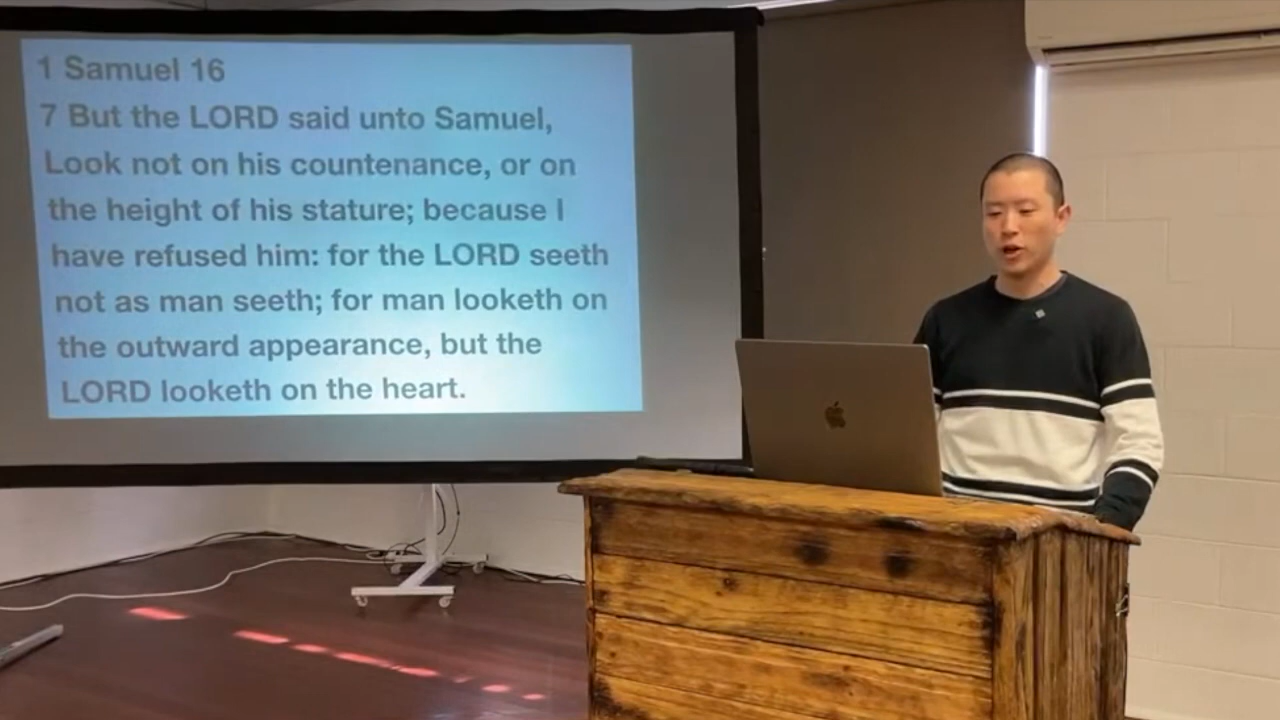 1 Samuel 16
7 But the LORD said unto Samuel,
Look not on his countenance, or on
the height of his stature; because I
have refused him: for the LORD seeth
not as man seeth; for man looketh on
the outward appearance, but the
LORD looketh on the heart.